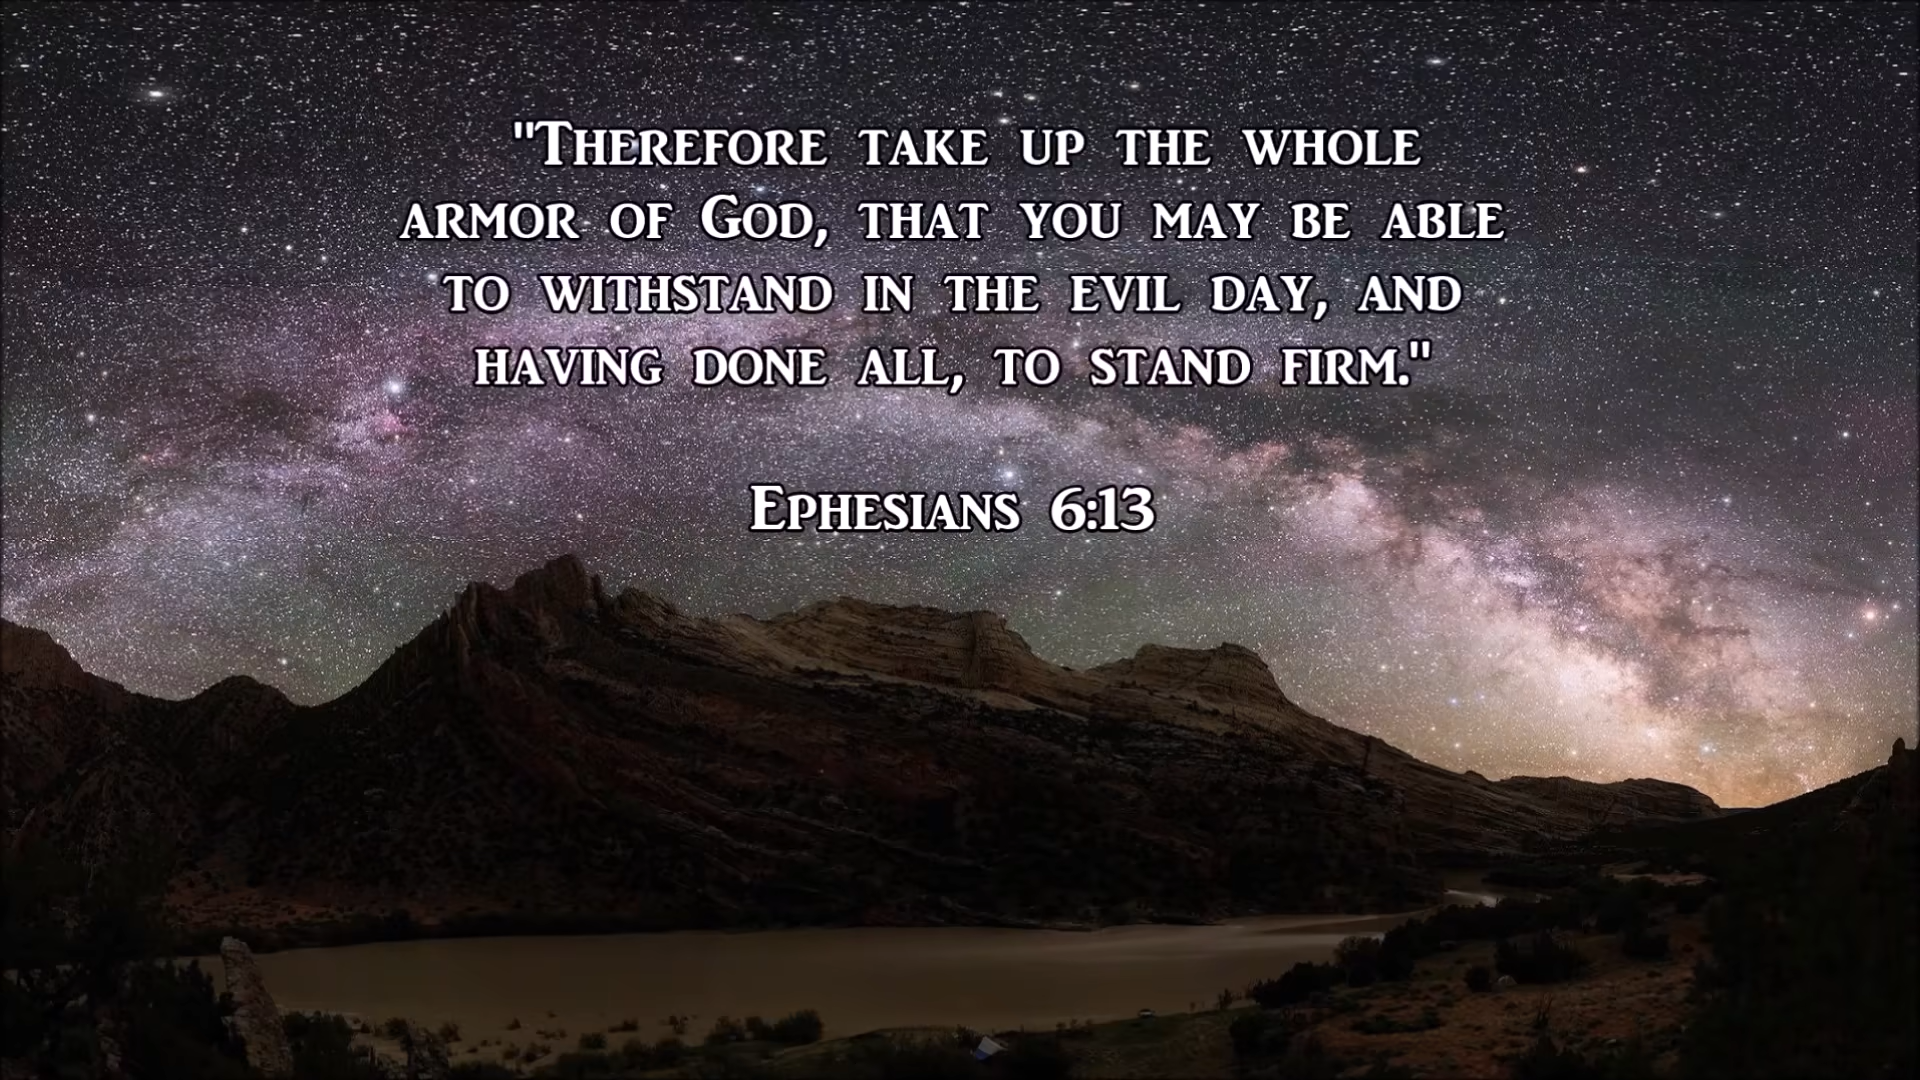 "Therefore take up the whole
armor of God, that you may be able
to withstand in the evil day, and
having done all, to stand firm."
Ephesians 6:13